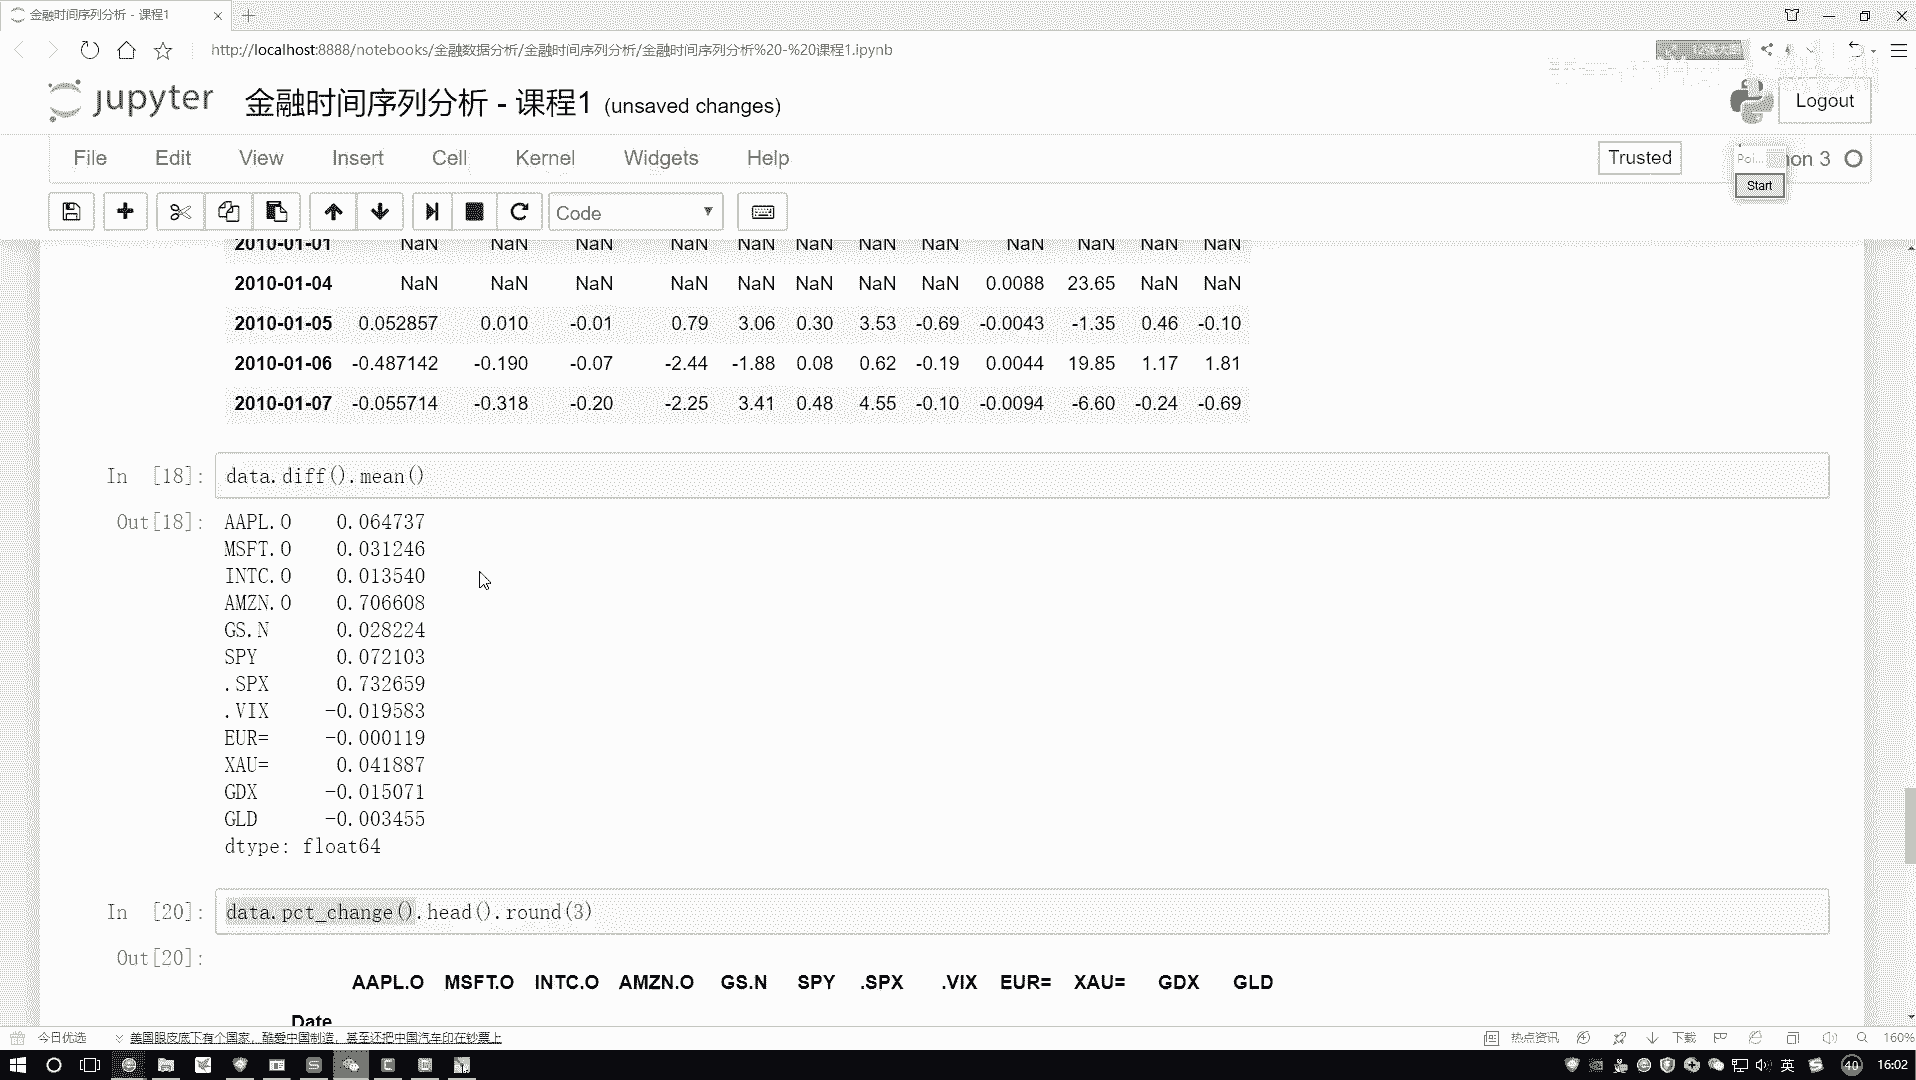 金融时间序列分析 - 课程1
http://localhost:8888/notebooks/金融数据分析/金融时间序列分析/金融时间序列分析%20-%20课程1.ipynb
jupyter 金融时间序列分析 - 课程1 (unsaved changes)
Logout
File Edit View Insert Cell Kernel Widgets Help
Trusted
Poi...
on 3
Start
Code
2010-01-01 NaN NaN NaN NaN NaN NaN NaN NaN NaN NaN NaN NaN
2010-01-04 NaN NaN NaN NaN NaN NaN NaN NaN 0.0088 23.65 NaN NaN
2010-01-05 0.052857 0.010 -0.01 0.79 3.06 0.30 3.53 -0.69 -0.0043 -1.35 0.46 -0.10
2010-01-06 -0.487142 -0.190 -0.07 -2.44 -1.88 0.08 0.62 -0.19 0.0044 19.85 1.17 1.81
2010-01-07 -0.055714 -0.318 -0.20 -2.25 3.41 0.48 4.55 -0.10 -0.0094 -6.60 -0.24 -0.69
In [18]: data.diff().mean()
Out[18]: AAPL.O 0.064737
MSFT.O 0.031246
INTC.O 0.013540
AMZN.O 0.706608
GS.N 0.028224
SPY 0.072103
.SPX 0.732659
.VIX -0.019583
EUR= -0.000119
XAU= 0.041887
GDX -0.015071
GLD -0.003455
dtype: float64
In [20]: data.pct_change().head().round(3)
Out[20]:
AAPL.O MSFT.O INTC.O AMZN.O GS.N SPY .SPX .VIX EUR= XAU= GDX GLD
Date
今日优选 美国眼皮底下有个国家，酷爱中国制造，甚至还把中国汽车印在钞票上
热点资讯 下载 160%
英 40 16:02